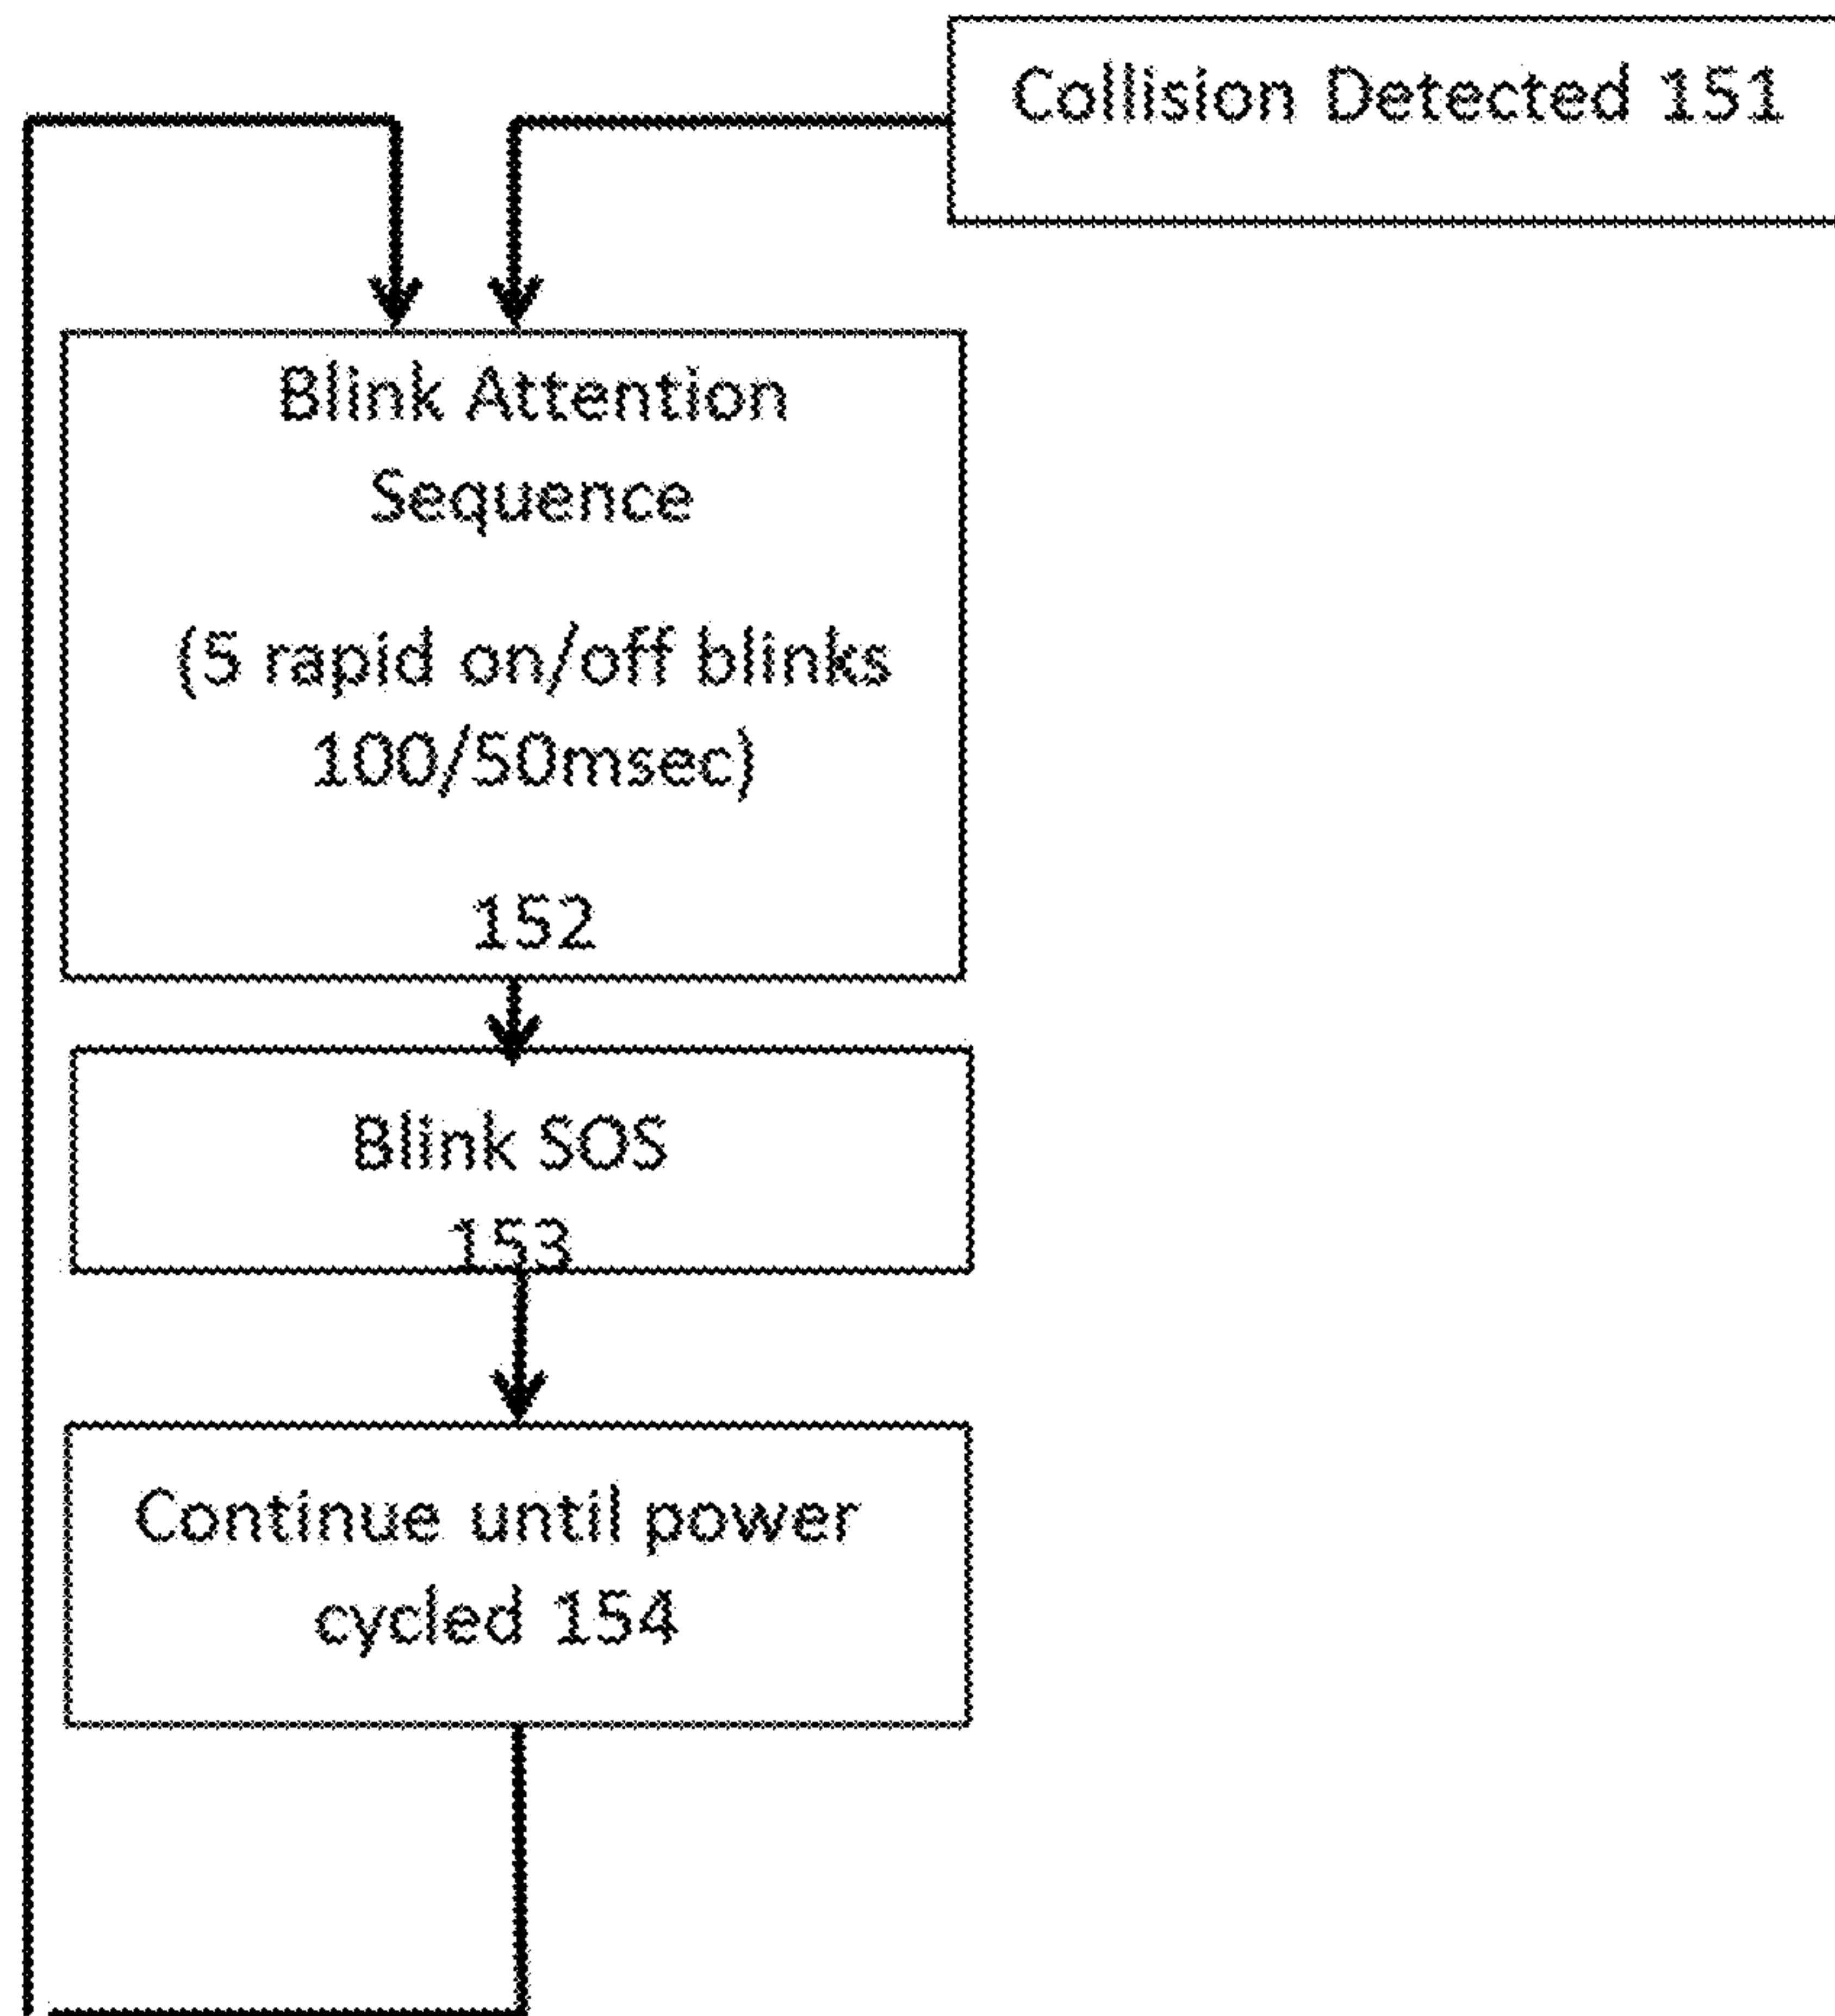 Collision Detected 151
Blink Attention
Sequence
(5 rapid on/off blinks
100/50msec)
152
Blink SOS
153
Continue until power
cycled 154